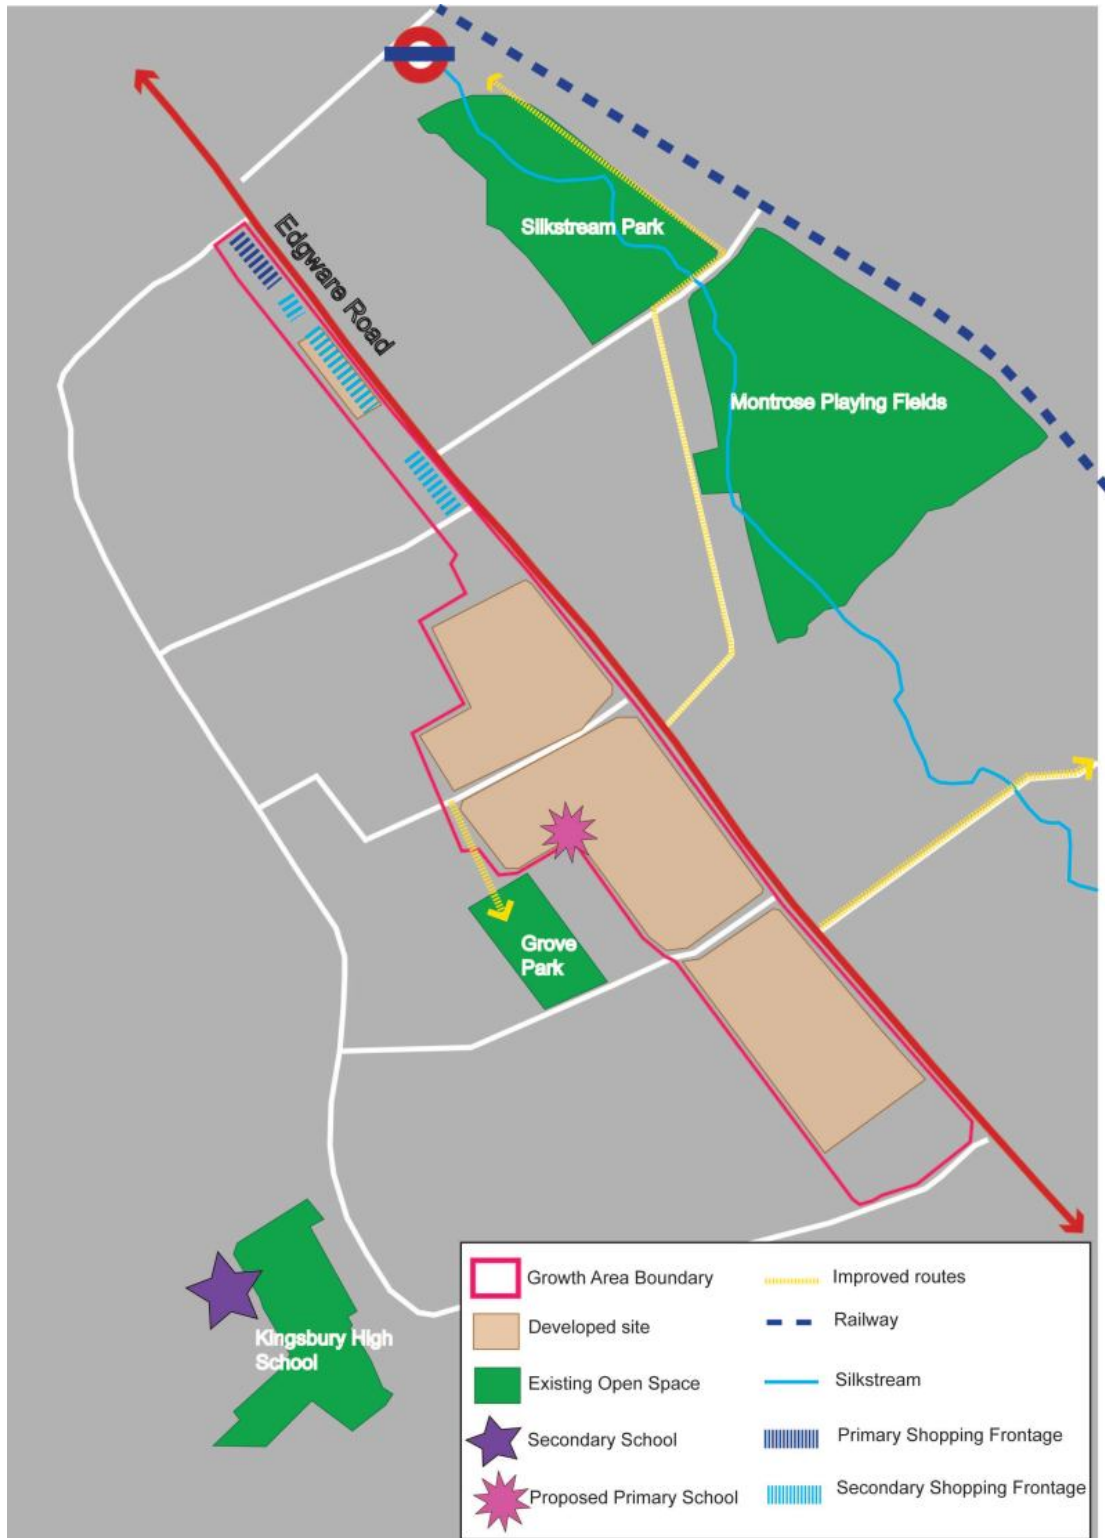 Edgware Road
Silkstream Park
Montrose Playing Fields
Grove
Park
Kingsbury High
School
Growth Area Boundary
Developed site
Existing Open Space
Secondary School
Proposed Primary School
Improved routes
Railway
Silkstream
Primary Shopping Frontage
Secondary Shopping Frontage